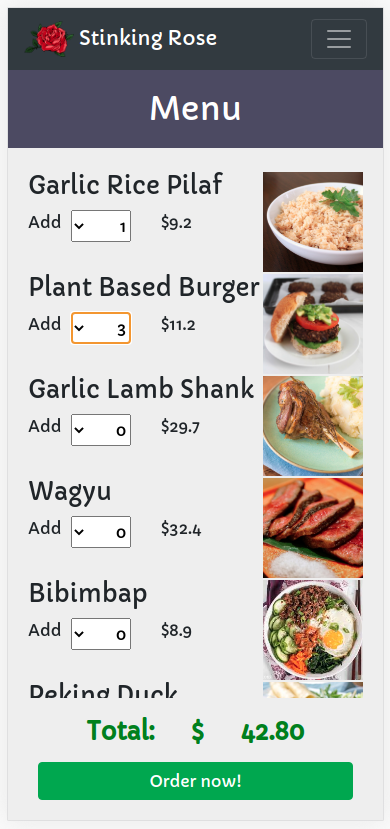 Stinking Rose
Menu
Garlic Rice Pilaf
Add 1 $9.2
Plant Based Burger
Add 3 $11.2
Garlic Lamb Shank
Add 0 $29.7
Wagyu
Add 0 $32.4
Bibimbap
Add 0 $8.9
Peking Duck
Total: $ 42.80
Order now!